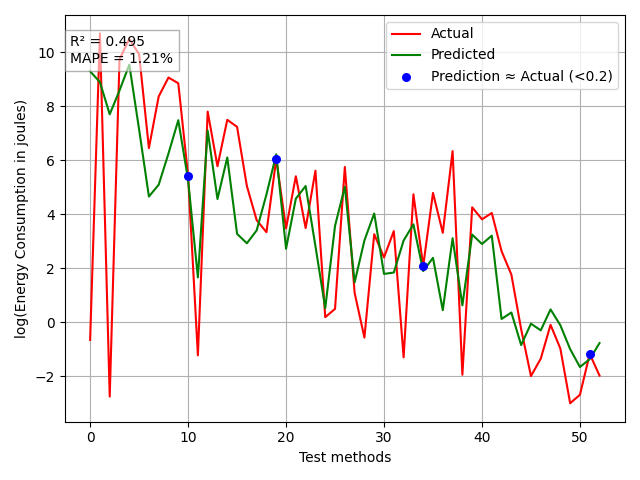 R² = 0.495
MAPE = 1.21%
Actual
Predicted
Prediction ≈ Actual (<0.2)
log(Energy Consumption in joules)
10
8
6
4
2
0
−2
0 10 20 30 40 50
Test methods